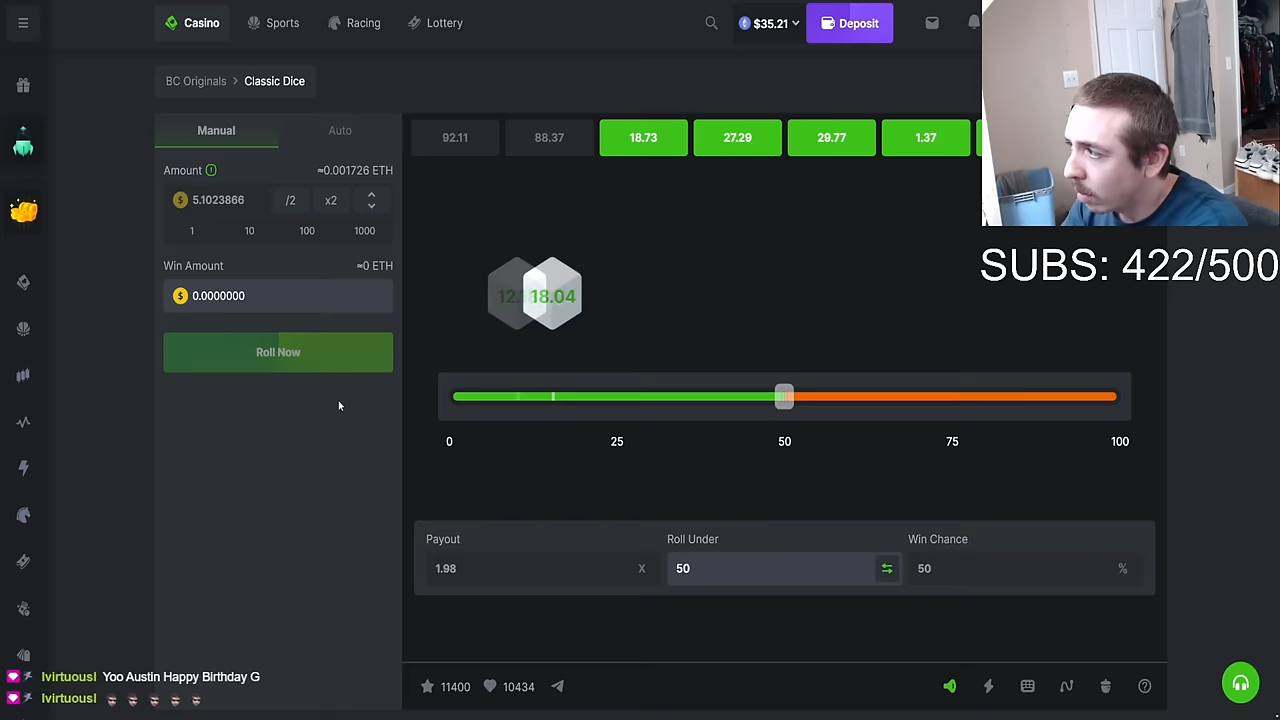 Casino
Sports
Racing
Lottery
$35.21
Deposit
BC Originals > Classic Dice
Manual
Auto
92.11
88.37
18.73
27.29
29.77
1.37
Amount
≈0.001726 ETH
5.1023866
/2
x2
1
10
100
1000
Win Amount
≈0 ETH
0.0000000
Roll Now
18.04
SUBS: 422/500
0
25
50
75
100
Payout
Roll Under
Win Chance
1.98
X
50
50
%
lvirtuousl Yoo Austin Happy Birthday G
lvirtuousl
11400
10434